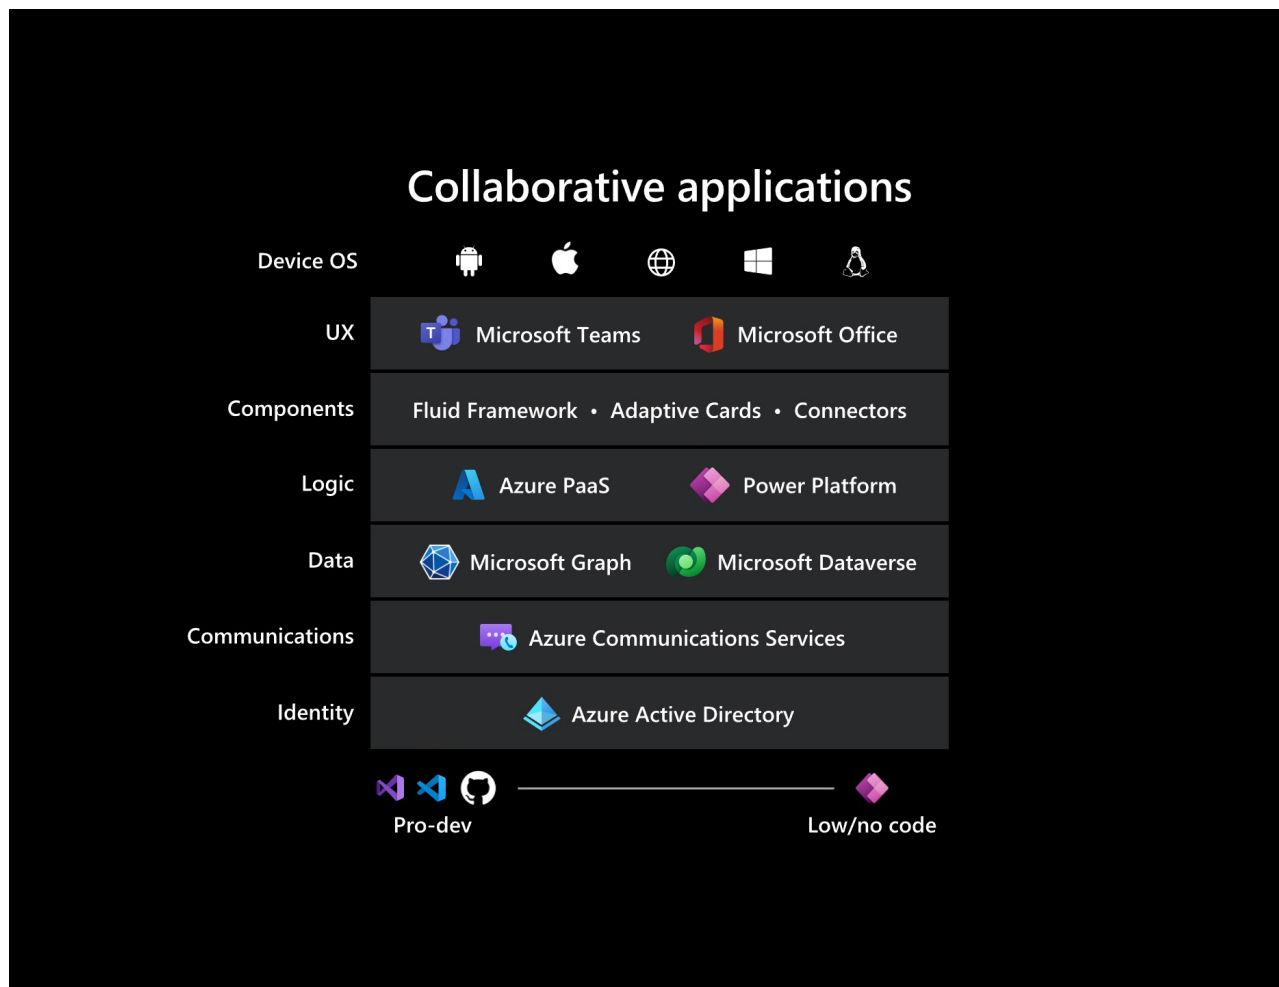 Collaborative applications
Device OS
UX
T Microsoft Teams Microsoft Office
Components
Fluid Framework • Adaptive Cards • Connectors
Logic
Azure PaaS Power Platform
Data
Microsoft Graph Microsoft Dataverse
Communications
Azure Communications Services
Identity
Azure Active Directory
Pro-dev Low/no code